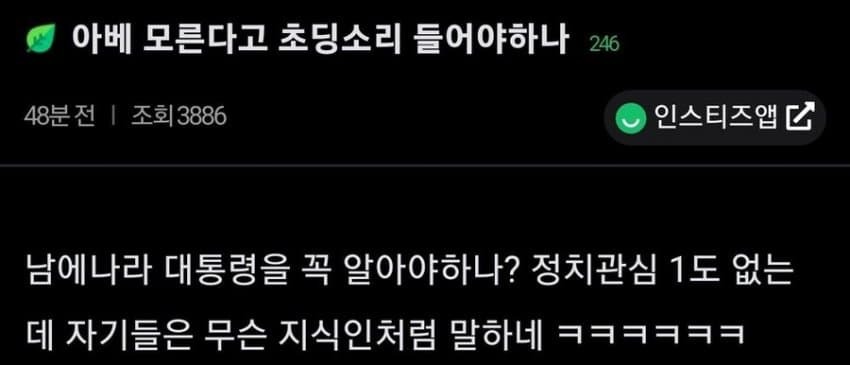 아베 모른다고 초딩소리 들어야하나 246
48분 전 | 조회 3886 인스티즈앱
남에나라 대통령을 꼭 알아야하나? 정치관심 1도 없는
데 자기들은 무슨 지식인처럼 말하네 ㅋㅋㅋㅋㅋㅋ